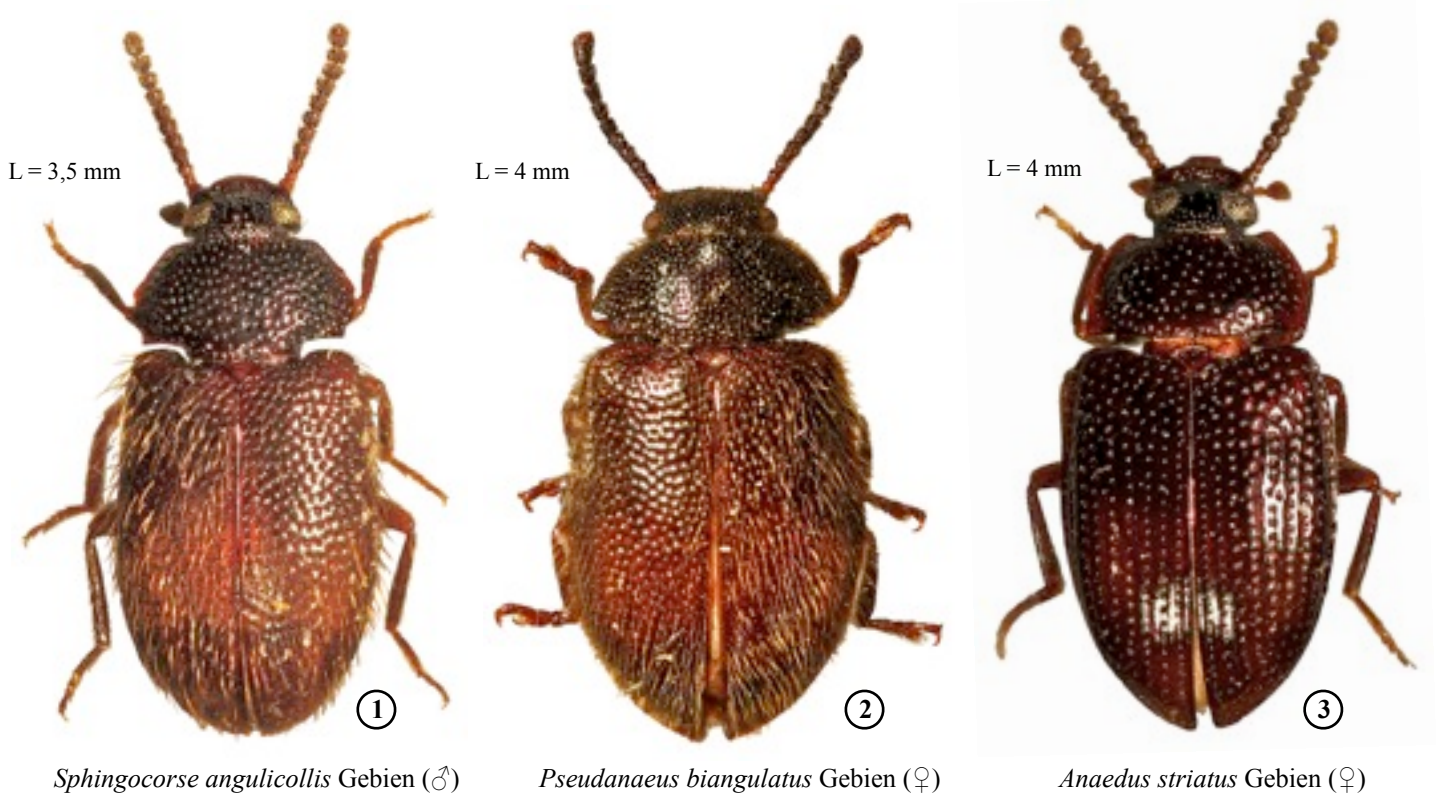 L = 3,5 mm
L = 4 mm
L = 4 mm
1
2
3
Sphingocorse angulicollis Gebien (♂)
Pseudanaeus biangulatus Gebien (♀)
Anaedus striatus Gebien (♀)